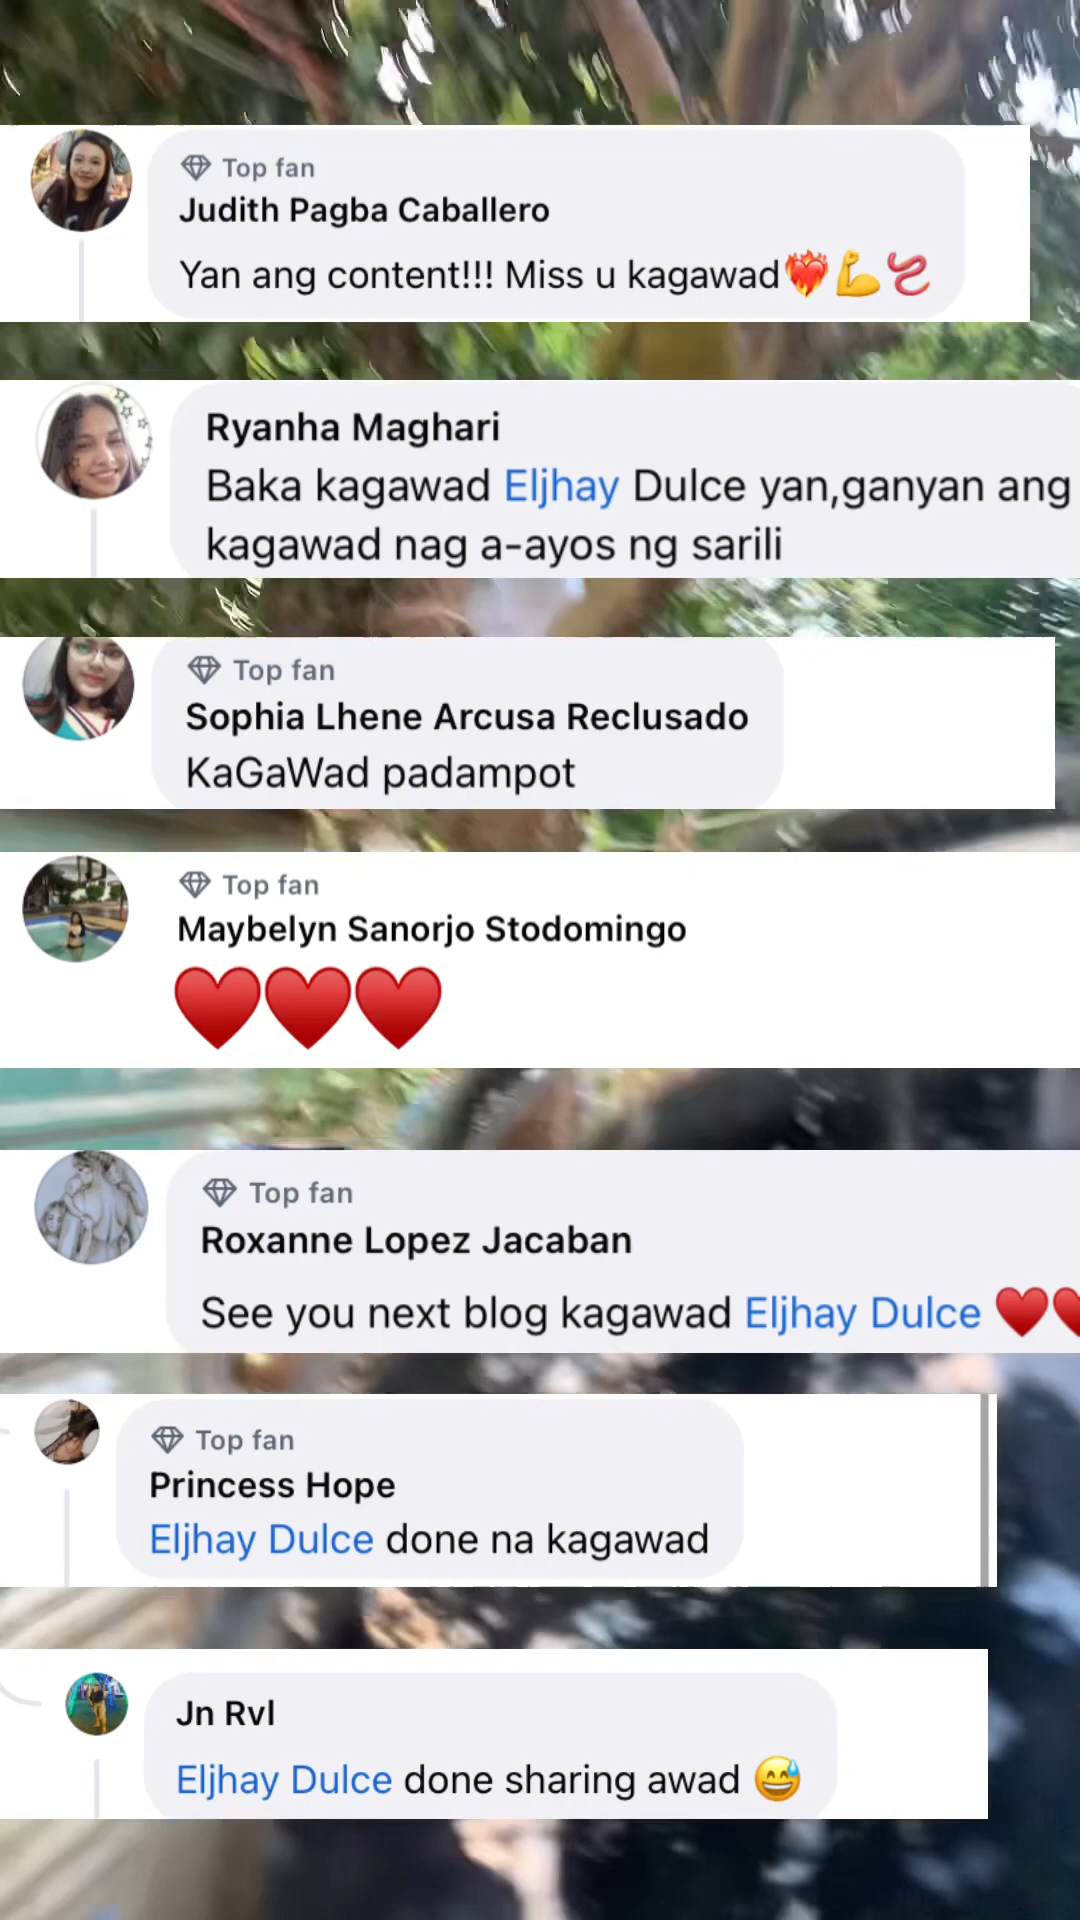 Top fan
Judith Pagba Caballero
Yan ang content!!! Miss u kagawad❤️‍🔥💪🪱
Ryanha Maghari
Baka kagawad Eljhay Dulce yan,ganyan ang
kagawad nag a-ayos ng sarili
Top fan
Sophia Lhene Arcusa Reclusado
KaGaWad padampot
Top fan
Maybelyn Sanorjo Stodomingo
❤️❤️❤️
Top fan
Roxanne Lopez Jacaban
See you next blog kagawad Eljhay Dulce ❤️❤️
Top fan
Princess Hope
Eljhay Dulce done na kagawad
Jn Rvl
Eljhay Dulce done sharing awad 😅